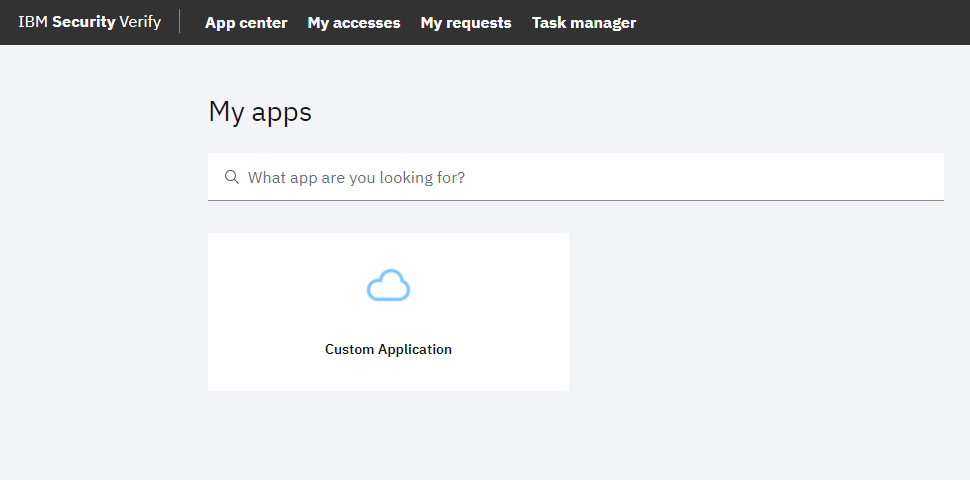 IBM Security Verify App center My accesses My requests Task manager
My apps
What app are you looking for?
Custom Application